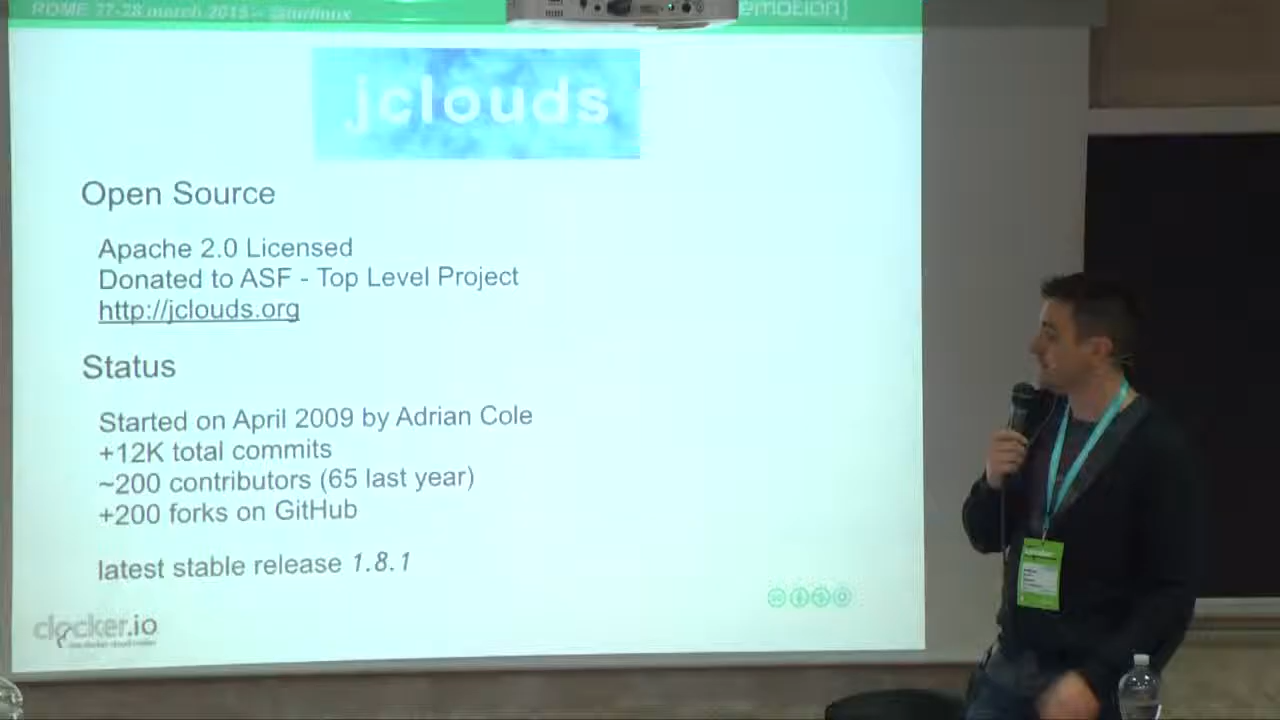 ROME 27-28 march 2015 –
emotion]
jclouds
Open Source
Apache 2.0 Licensed
Donated to ASF - Top Level Project
http://jclouds.org
Status
Started on April 2009 by Adrian Cole
+12K total commits
~200 contributors (65 last year)
+200 forks on GitHub
latest stable release 1.8.1
clocker.io